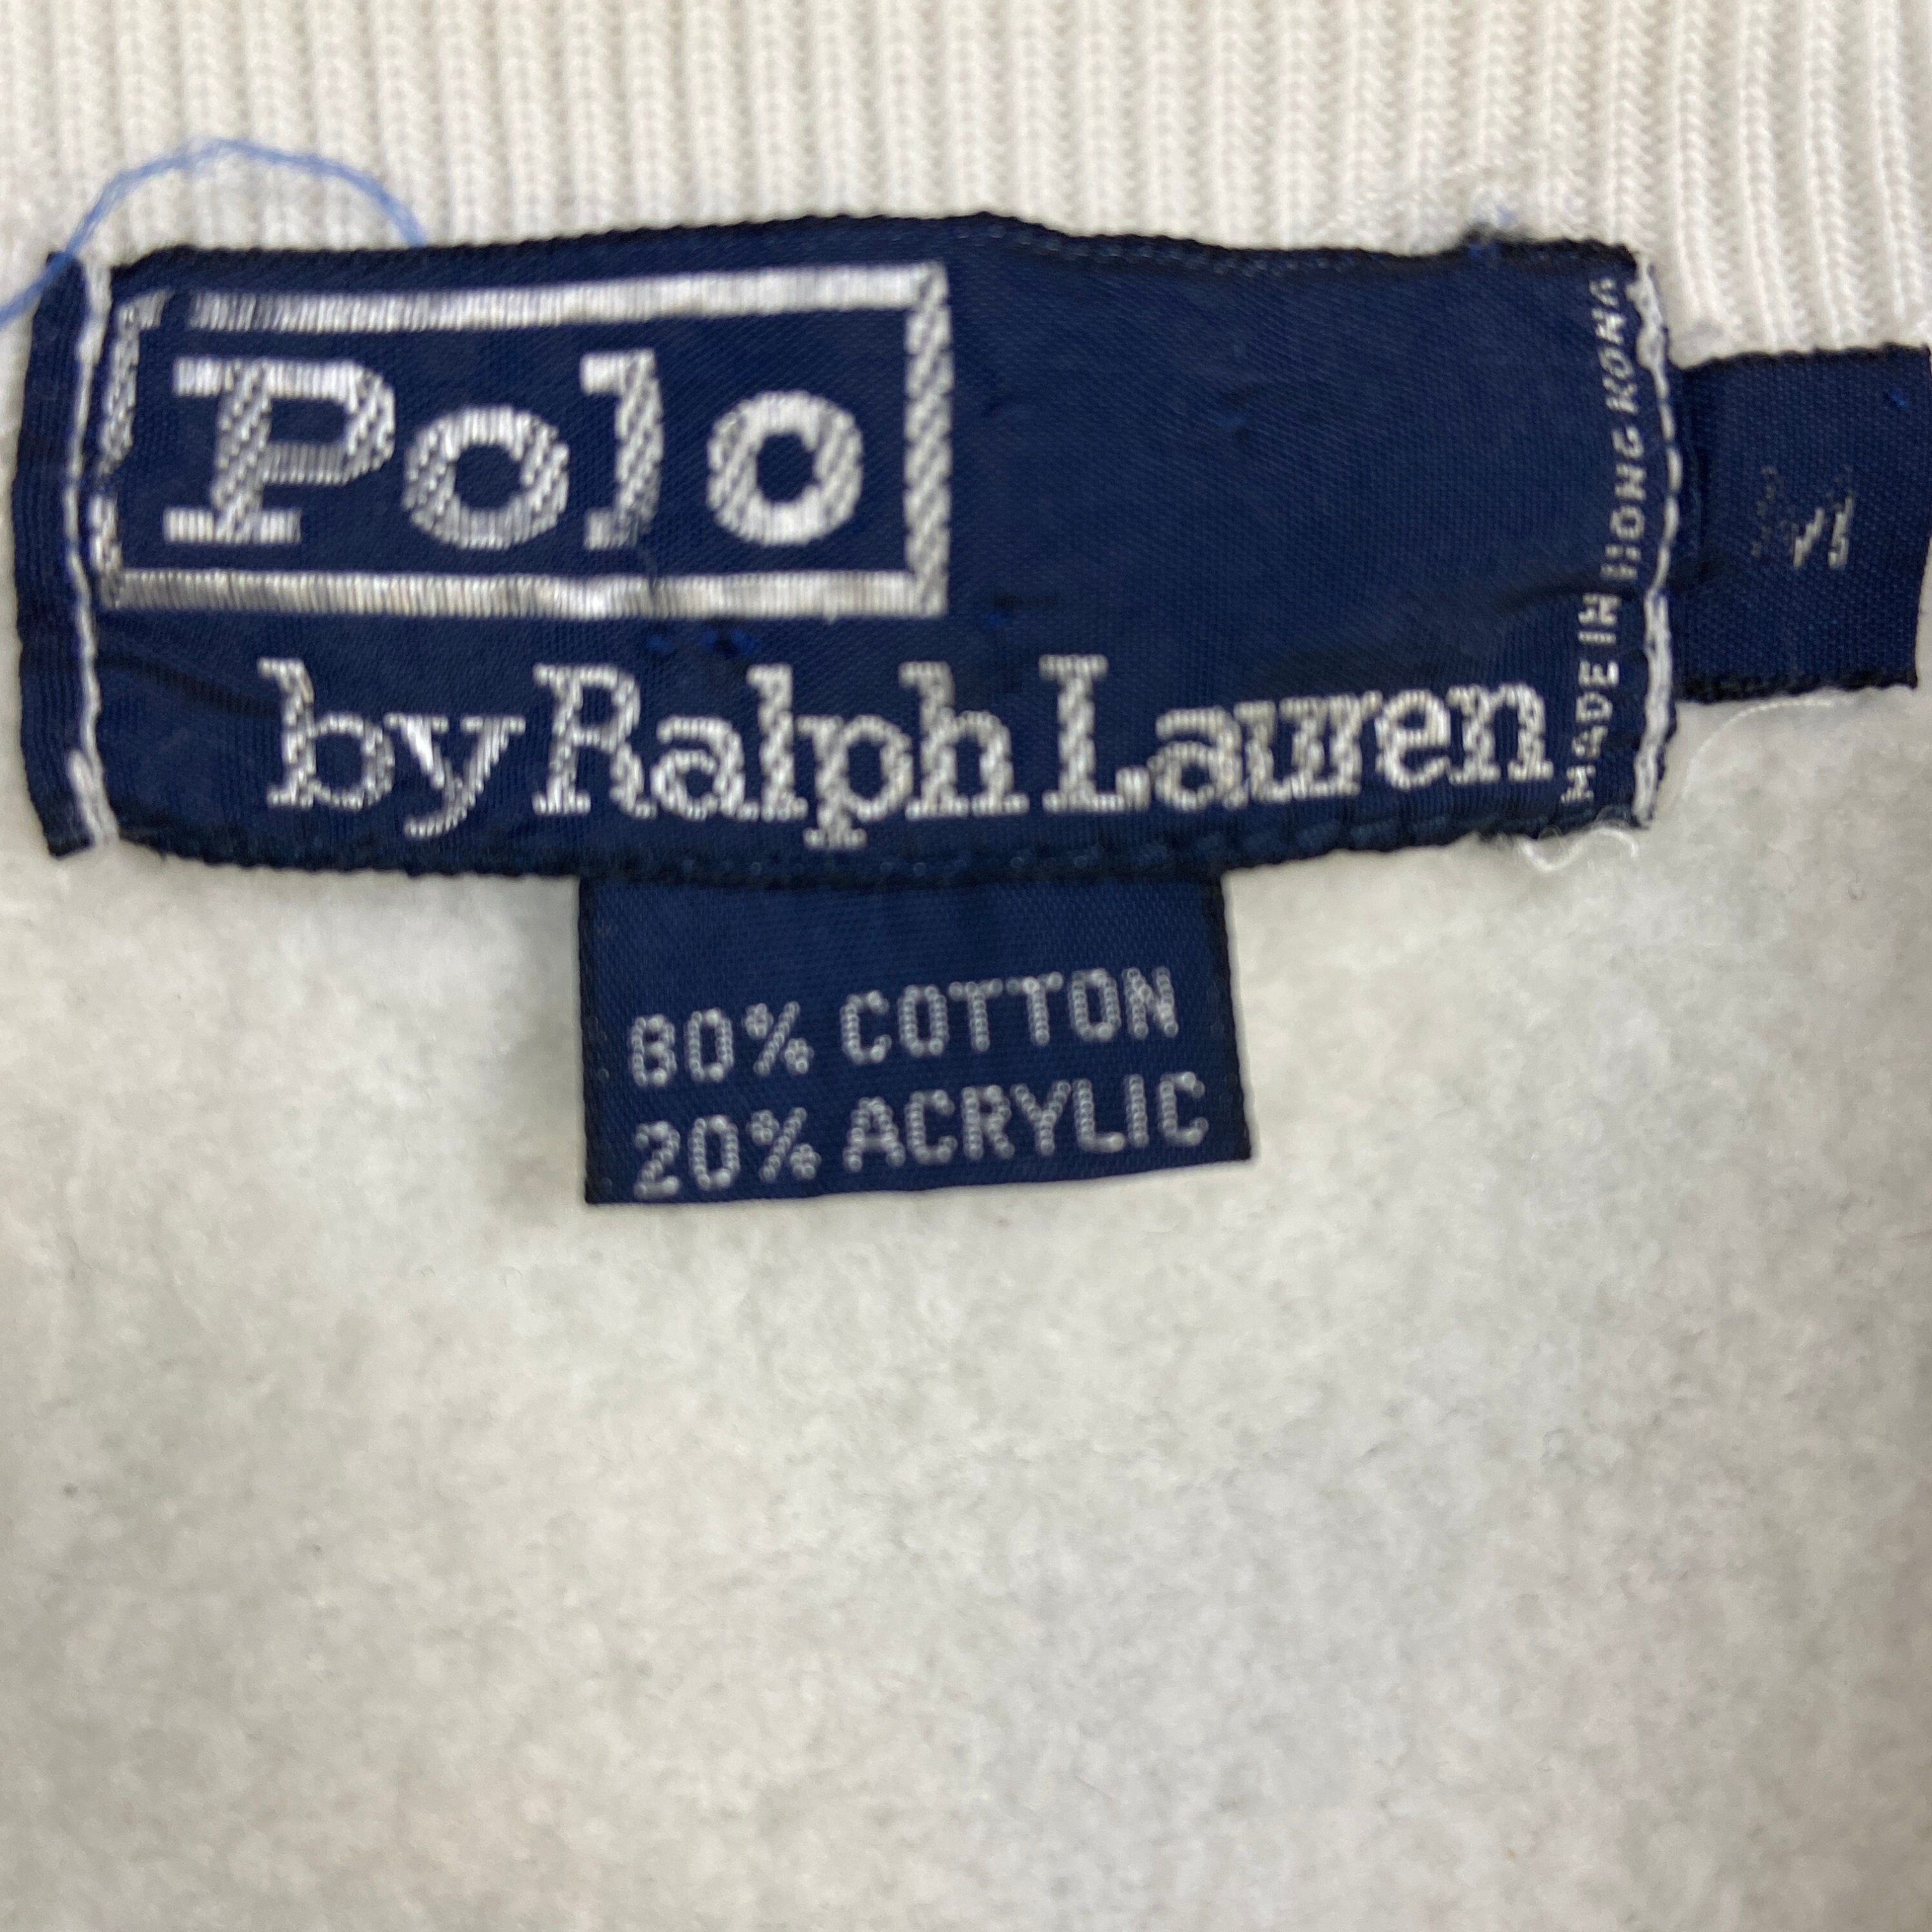 Polo
by Ralph Lauren
MADE IN HONG KONG
80% COTTON
20% ACRYLIC